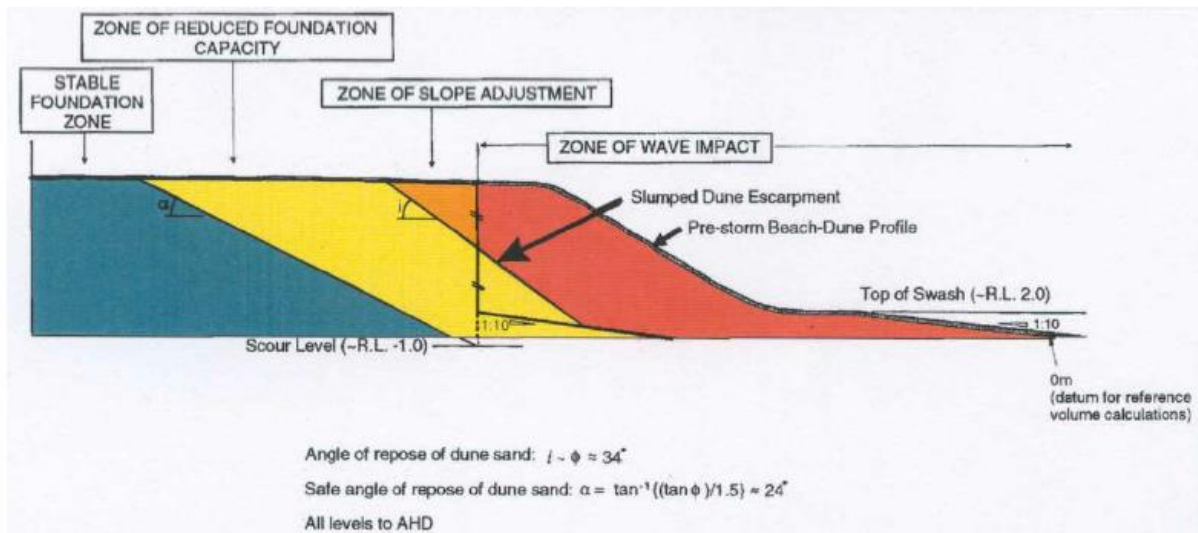 ZONE OF REDUCED FOUNDATION
CAPACITY
STABLE
FOUNDATION
ZONE
ZONE OF SLOPE ADJUSTMENT
ZONE OF WAVE IMPACT
α
i
Slumped Dune Escarpment
Pre-storm Beach-Dune Profile
Top of Swash (~R.L. 2.0)
1:10
1:10
Scour Level (~R.L. -1.0)
0m
(datum for reference
volume calculations)
Angle of repose of dune sand: i ~ ϕ ≈ 34°
Safe angle of repose of dune sand: α = tan⁻¹{(tan ϕ)/1.5} ≈ 24°
All levels to AHD